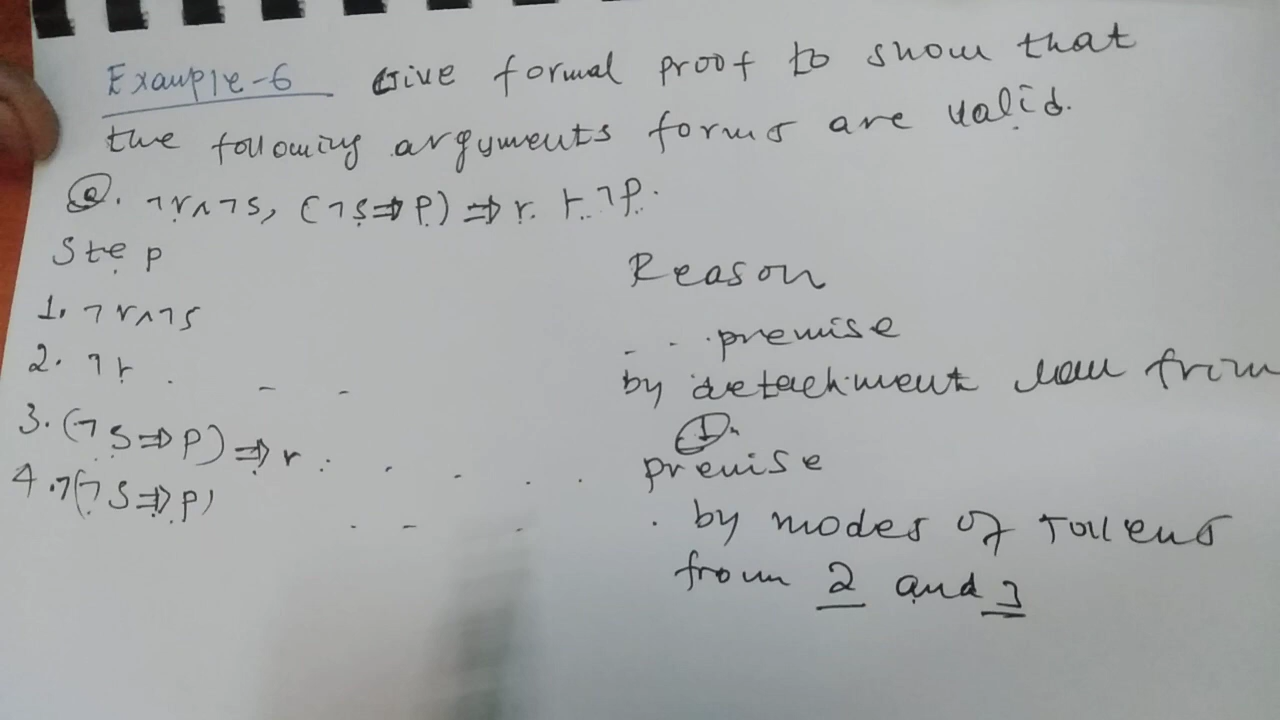 Example-6 Give formal proof to show that
the following arguments forms are valid.
a. ¬r∧¬s, (¬s⇒p)⇒r. ⊢¬p.
Step
Reason
1. ¬r∧¬s
. . . premise
2. ¬r . _ _ by detachment law from
1.
3. (¬s⇒p)⇒r . . . . . premise
4. ¬(¬s⇒p) . _ _ . by modes of Tollens
from 2 and 3